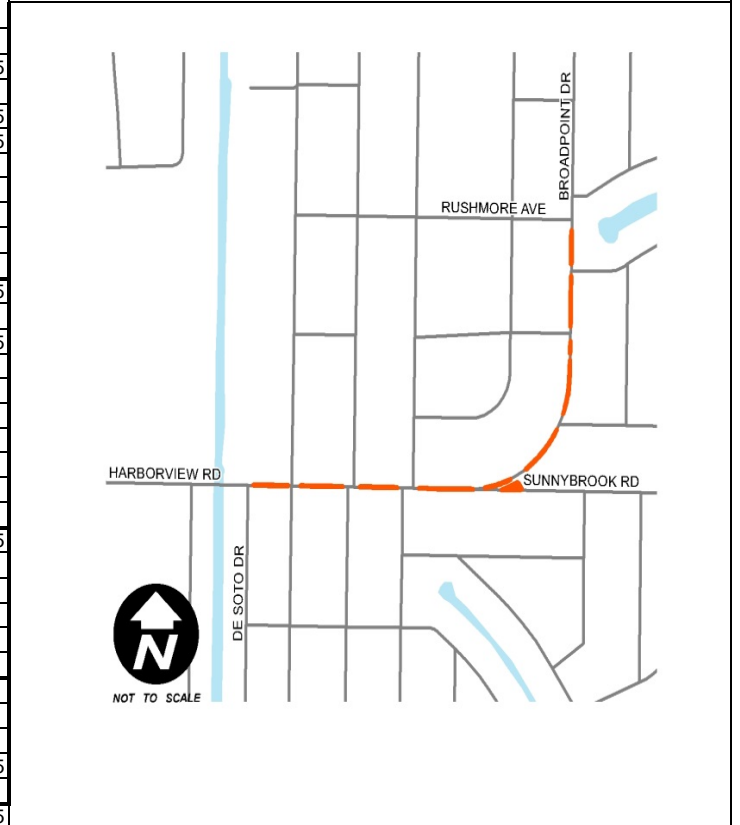 BROADPOINT DR
RUSHMORE AVE
HARBORVIEW RD
SUNNYBROOK RD
DE SOTO DR
N
NOT TO SCALE